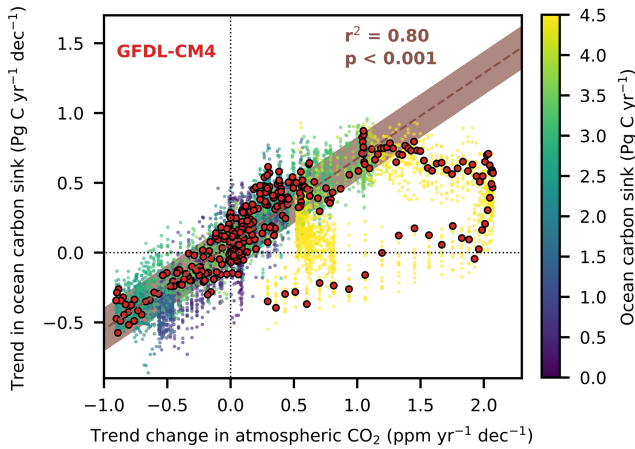 GFDL-CM4
r² = 0.80
p < 0.001
Trend in ocean carbon sink (Pg C yr⁻¹ dec⁻¹)
1.5
1.0
0.5
0.0
−0.5
−1.0 −0.5 0.0 0.5 1.0 1.5 2.0
Trend change in atmospheric CO₂ (ppm yr⁻¹ dec⁻¹)
4.5
4.0
3.5
3.0
2.5
2.0
1.5
1.0
0.5
0.0
Ocean carbon sink (Pg C yr⁻¹)